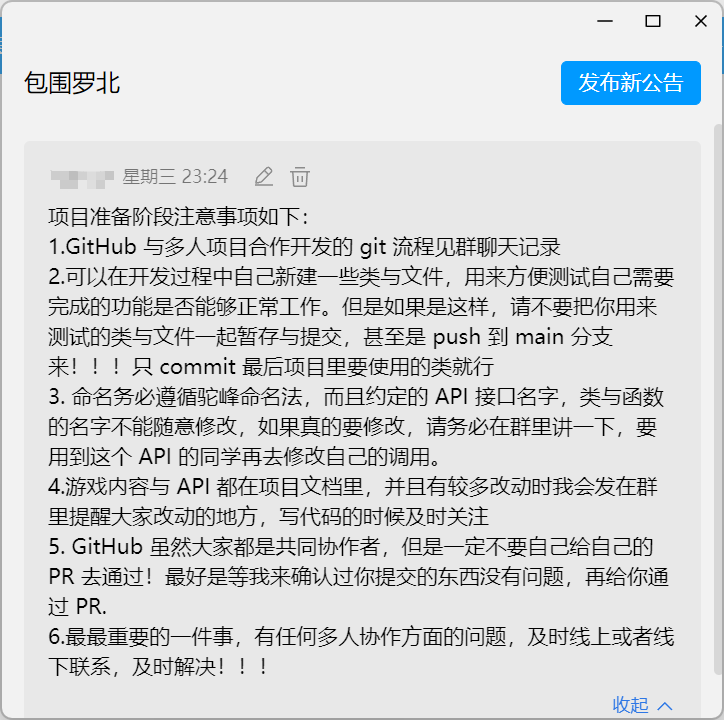 包围罗北
发布新公告
星期三 23:24
项目准备阶段注意事项如下：
1.GitHub 与多人项目合作开发的 git 流程见群聊天记录
2.可以在开发过程中自己新建一些类与文件，用来方便测试自己需要
完成的功能是否能够正常工作。但是如果是这样，请不要把你用来
测试的类与文件一起暂存与提交，甚至是 push 到 main 分支
来！！！只 commit 最后项目里要使用的类就行
3. 命名务必遵循驼峰命名法，而且约定的 API 接口名字，类与函数
的名字不能随意修改，如果真的要修改，请务必在群里讲一下，要
用到这个 API 的同学再去修改自己的调用。
4.游戏内容与 API 都在项目文档里，并且有较多改动时我会发在群
里提醒大家改动的地方，写代码的时候及时关注
5. GitHub 虽然大家都是共同协作者，但是一定不要自己给自己的
PR 去通过！最好是等我来确认过你提交的东西没有问题，再给你通
过 PR.
6.最最重要的一件事，有任何多人协作方面的问题，及时线上或者线
下联系，及时解决！！！
收起